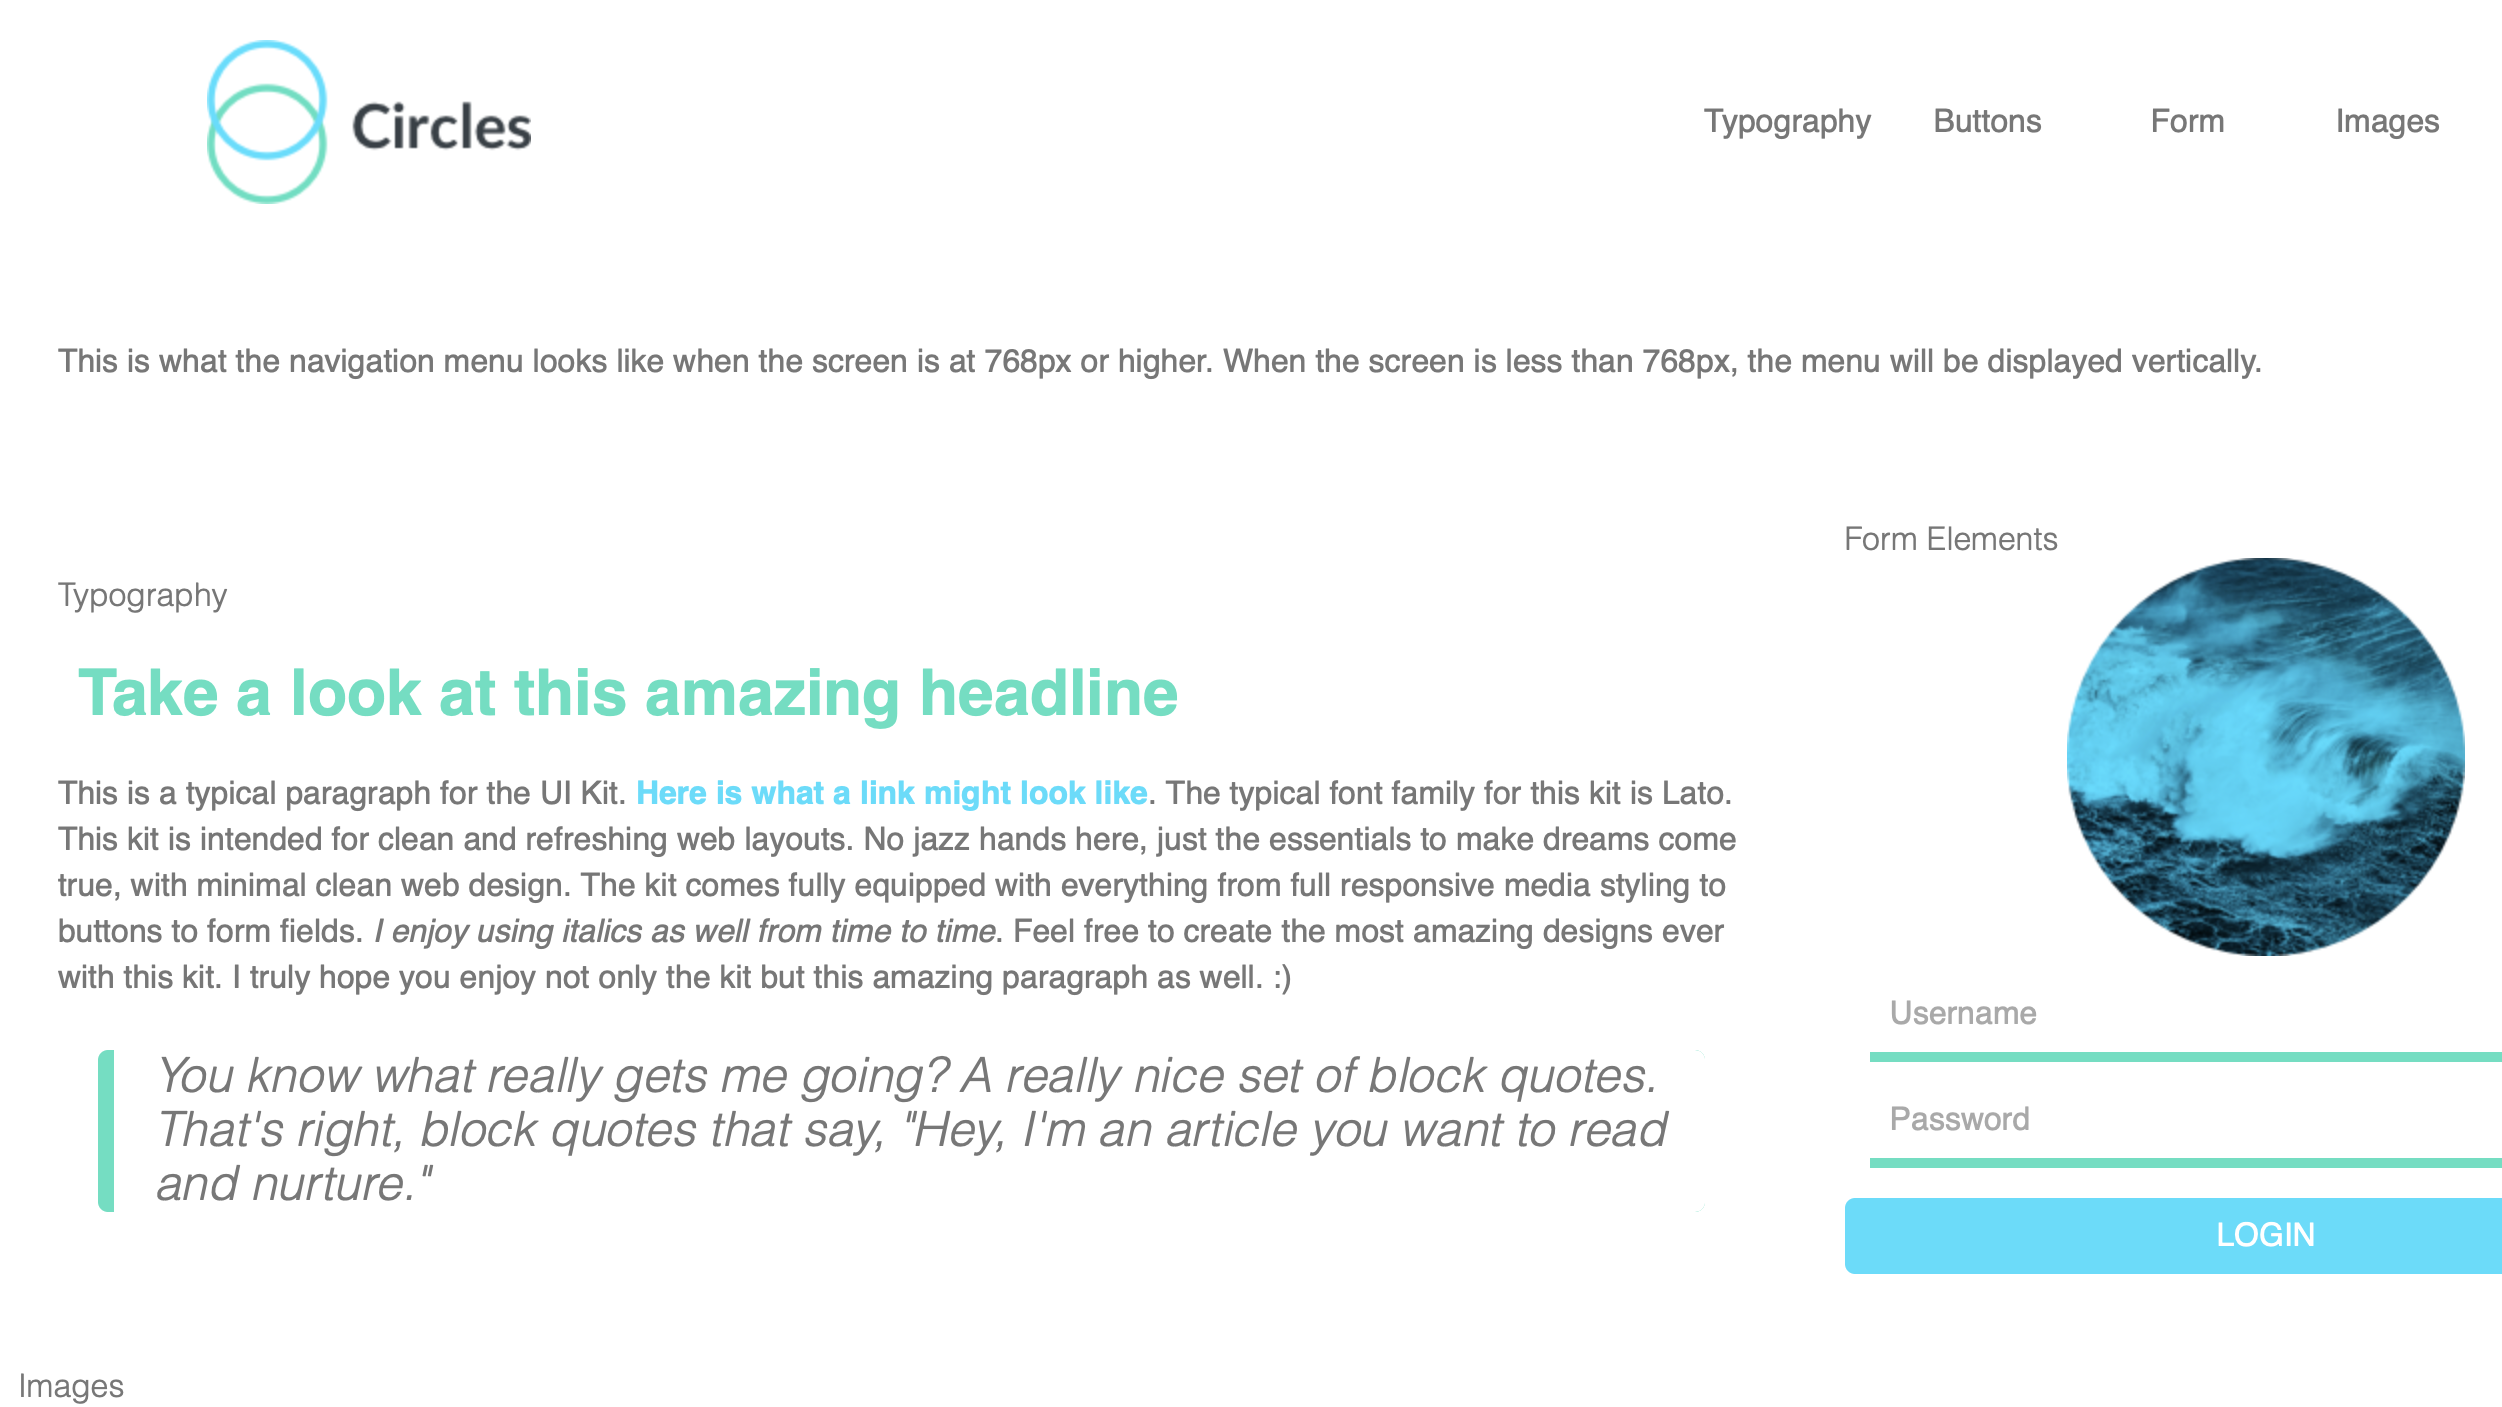 Circles
Typography Buttons Form Images
This is what the navigation menu looks like when the screen is at 768px or higher. When the screen is less than 768px, the menu will be displayed vertically.
Typography
Take a look at this amazing headline
This is a typical paragraph for the UI Kit. Here is what a link might look like. The typical font family for this kit is Lato.
This kit is intended for clean and refreshing web layouts. No jazz hands here, just the essentials to make dreams come
true, with minimal clean web design. The kit comes fully equipped with everything from full responsive media styling to
buttons to form fields. I enjoy using italics as well from time to time. Feel free to create the most amazing designs ever
with this kit. I truly hope you enjoy not only the kit but this amazing paragraph as well. :)
You know what really gets me going? A really nice set of block quotes.
That's right, block quotes that say, "Hey, I'm an article you want to read
and nurture."
Form Elements
Username
Password
LOGIN
Images